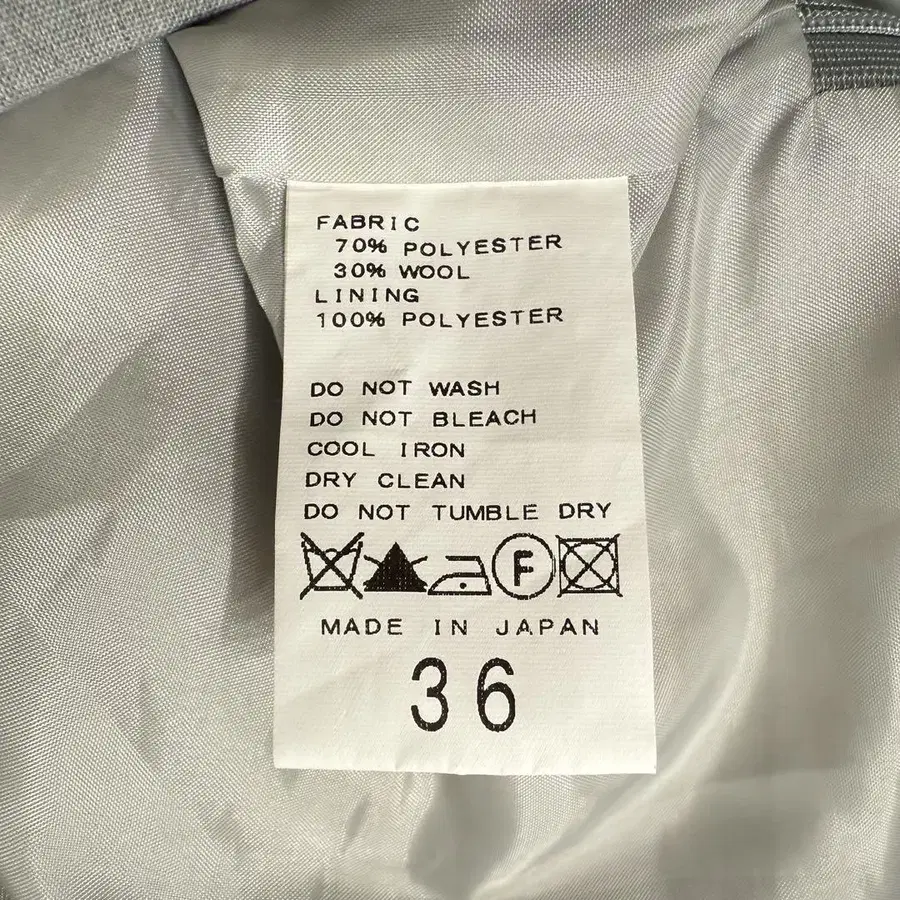 FABRIC
70% POLYESTER
30% WOOL
LINING
100% POLYESTER
DO NOT WASH
DO NOT BLEACH
COOL IRON
DRY CLEAN
DO NOT TUMBLE DRY
F
MADE IN JAPAN
36